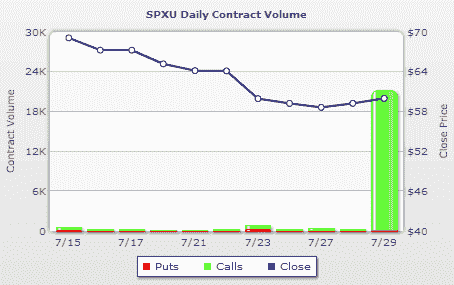 SPXU Daily Contract Volume
30K
24K
18K
12K
6K
0
Contract Volume
$70
$64
$58
$52
$46
$40
Close Price
7/15 7/17 7/21 7/23 7/27 7/29
Puts Calls Close